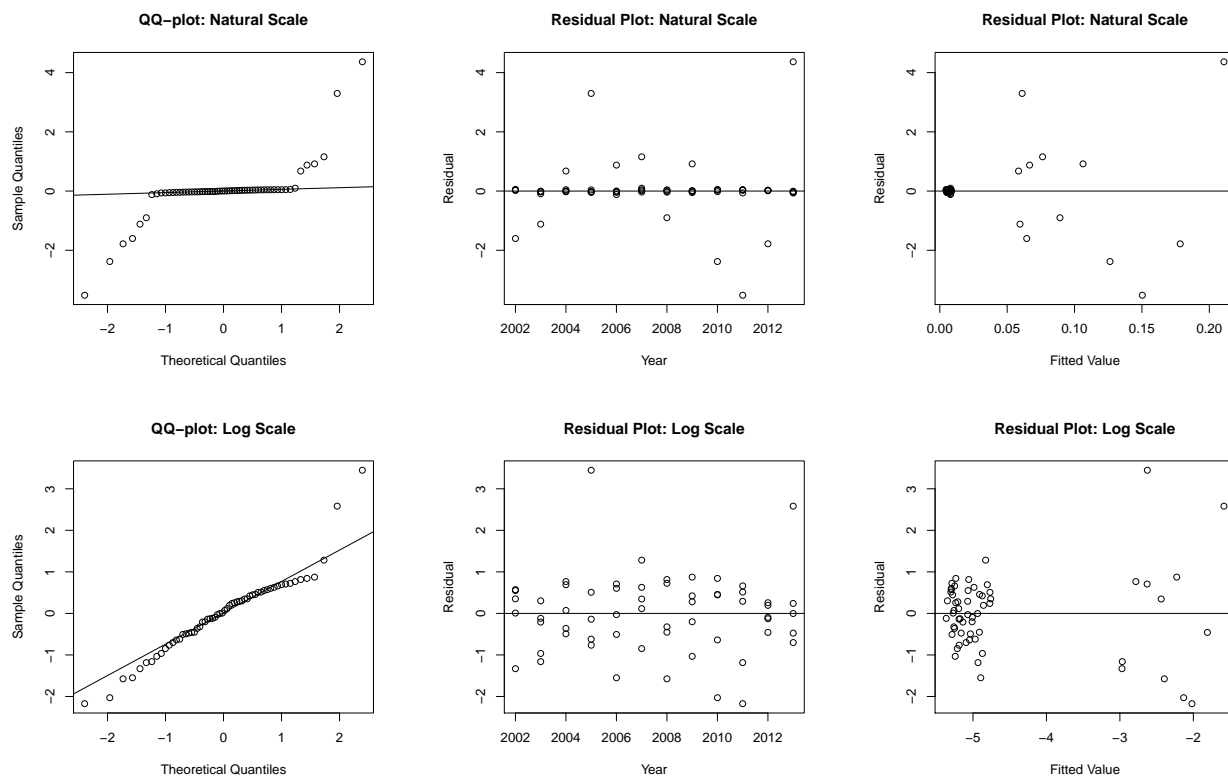 QQ−plot: Natural Scale
Sample Quantiles
4
2
0
−2
−2 −1 0 1 2
Theoretical Quantiles
Residual Plot: Natural Scale
Residual
4
2
0
−2
2002 2004 2006 2008 2010 2012
Year
Residual Plot: Natural Scale
Residual
4
2
0
−2
0.00 0.05 0.10 0.15 0.20
Fitted Value
QQ−plot: Log Scale
Sample Quantiles
3
2
1
0
−1
−2
−2 −1 0 1 2
Theoretical Quantiles
Residual Plot: Log Scale
Residual
3
2
1
0
−1
−2
2002 2004 2006 2008 2010 2012
Year
Residual Plot: Log Scale
Residual
3
2
1
0
−1
−2
−5 −4 −3 −2
Fitted Value